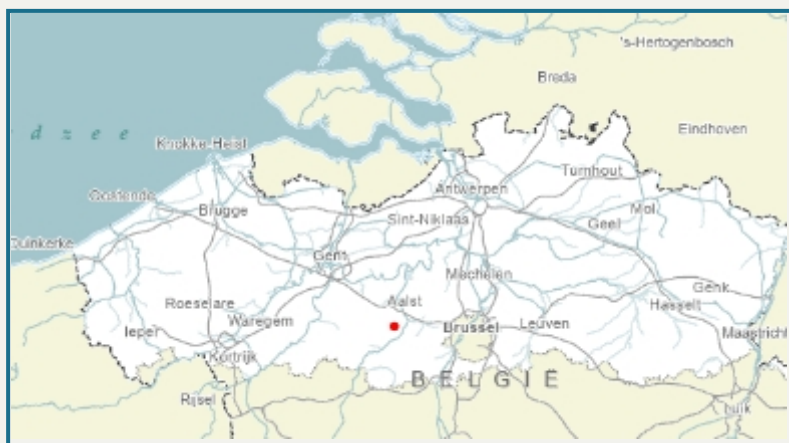 's-Hertogenbosch
Breda
dzee
Eindhoven
Knokke-Heist
Turnhout
Antwerpen
Oostende
Mol
Brugge
Sint-Niklaas
Geel
Duinkerke
Gent
Mechelen
Genk
Roeselare
Aalst
Hasselt
Ieper
Waregem
Brussel
Leuven
Maastricht
Kortrijk
BELGIË
Rijsel
Luik